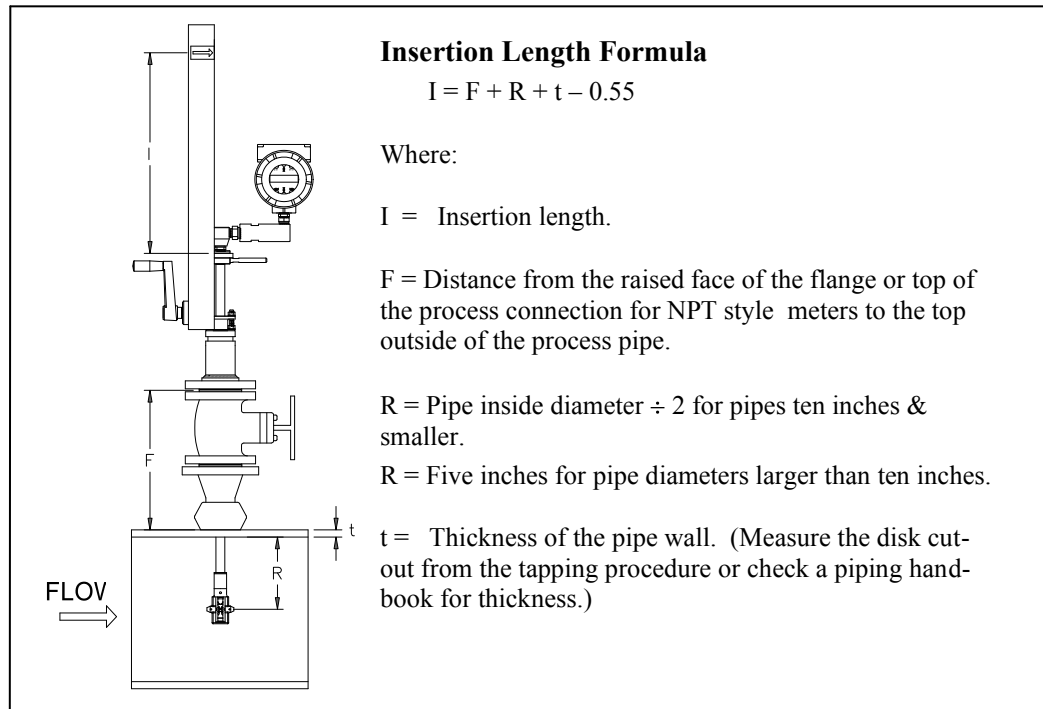 Insertion Length Formula
I = F + R + t – 0.55
Where:
I = Insertion length.
F = Distance from the raised face of the flange or top of
the process connection for NPT style meters to the top
outside of the process pipe.
R = Pipe inside diameter ÷ 2 for pipes ten inches &
smaller.
R = Five inches for pipe diameters larger than ten inches.
t = Thickness of the pipe wall. (Measure the disk cut-
out from the tapping procedure or check a piping hand-
book for thickness.)
I
F
t
R
FLOW